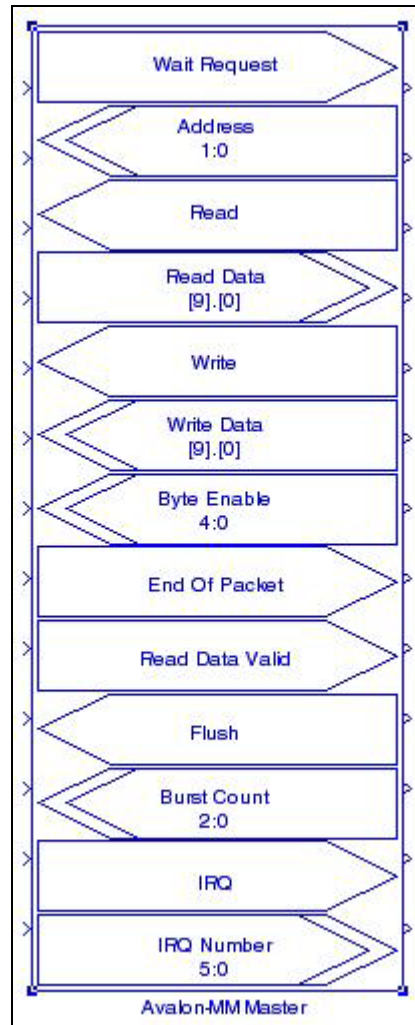 Wait Request
Address
1:0
Read
Read Data
[9].[0]
Write
Write Data
[9].[0]
Byte Enable
4:0
End Of Packet
Read Data Valid
Flush
Burst Count
2:0
IRQ
IRQ Number
5:0
Avalon-MM Master